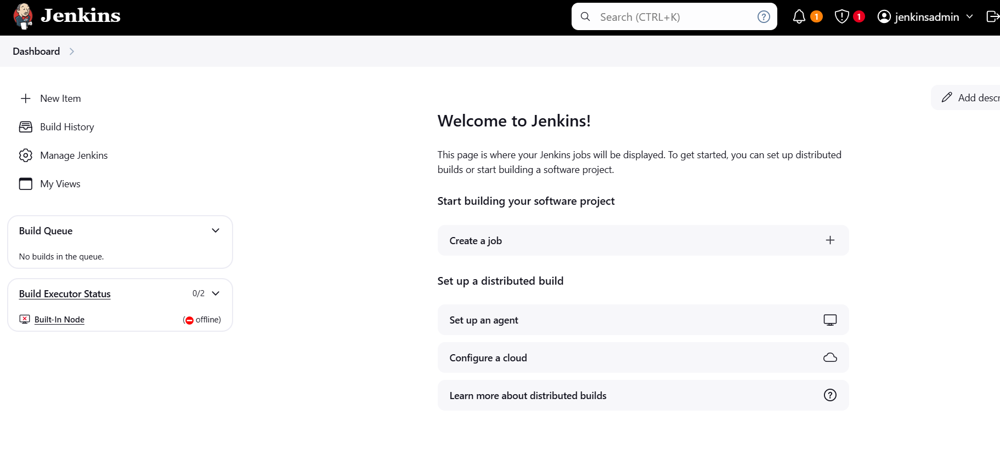 Jenkins
Search (CTRL+K)
?
1
1
jenkinsadmin
Dashboard
New Item
Build History
Manage Jenkins
My Views
Build Queue
No builds in the queue.
Build Executor Status
0/2
Built-In Node
(offline)
Add descr
Welcome to Jenkins!
This page is where your Jenkins jobs will be displayed. To get started, you can set up distributed
builds or start building a software project.
Start building your software project
Create a job
Set up a distributed build
Set up an agent
Configure a cloud
Learn more about distributed builds
?